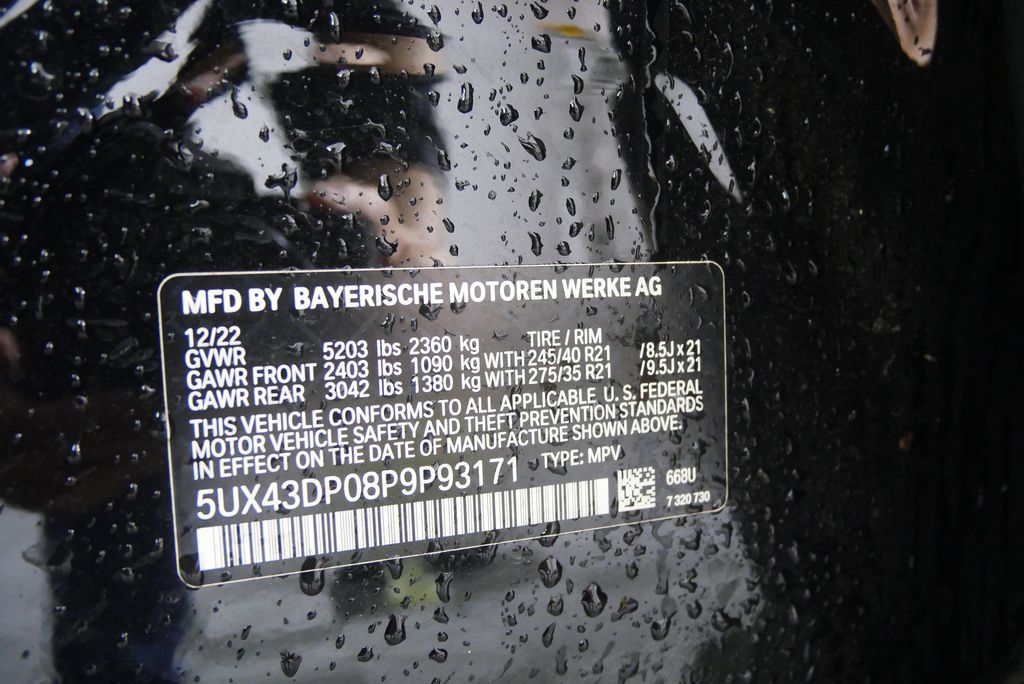 MFD BY BAYERISCHE MOTOREN WERKE AG
12/22 TIRE / RIM
GVWR 5203 lbs 2360 kg
GAWR FRONT 2403 lbs 1090 kg WITH 245/40 R21 /8.5J x 21
GAWR REAR 3042 lbs 1380 kg WITH 275/35 R21 /9.5J x 21
THIS VEHICLE CONFORMS TO ALL APPLICABLE U. S. FEDERAL
MOTOR VEHICLE SAFETY AND THEFT PREVENTION STANDARDS
IN EFFECT ON THE DATE OF MANUFACTURE SHOWN ABOVE.
5UX43DP08P9P93171 TYPE: MPV
668U
7 320 730